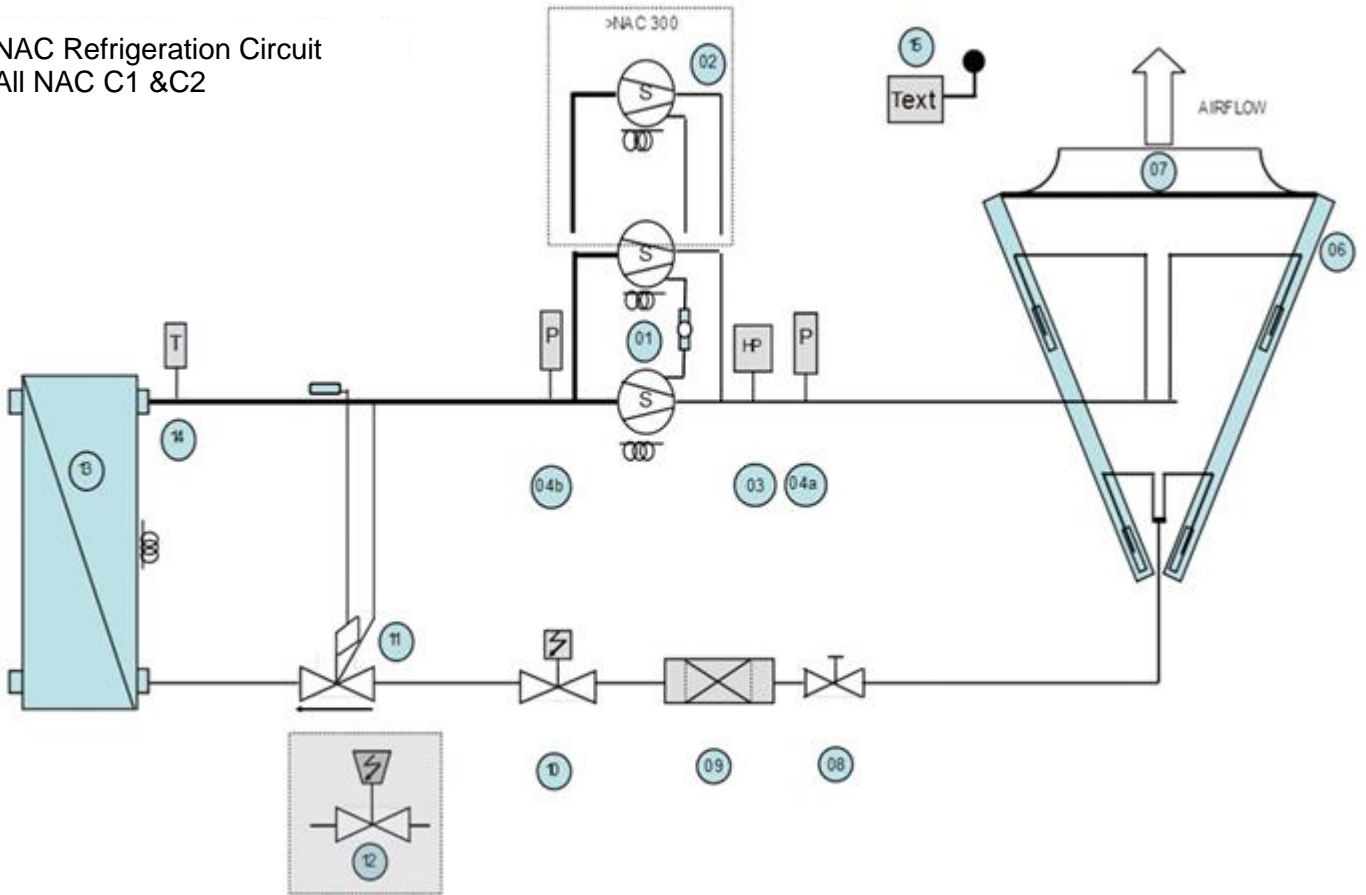 NAC Refrigeration Circuit
All NAC C1 &C2
>NAC 300
02
S
15
Text
AIRFLOW
07
06
S
T
P
01
HP
P
S
14
13
04b
03
04a
11
10
09
08
12